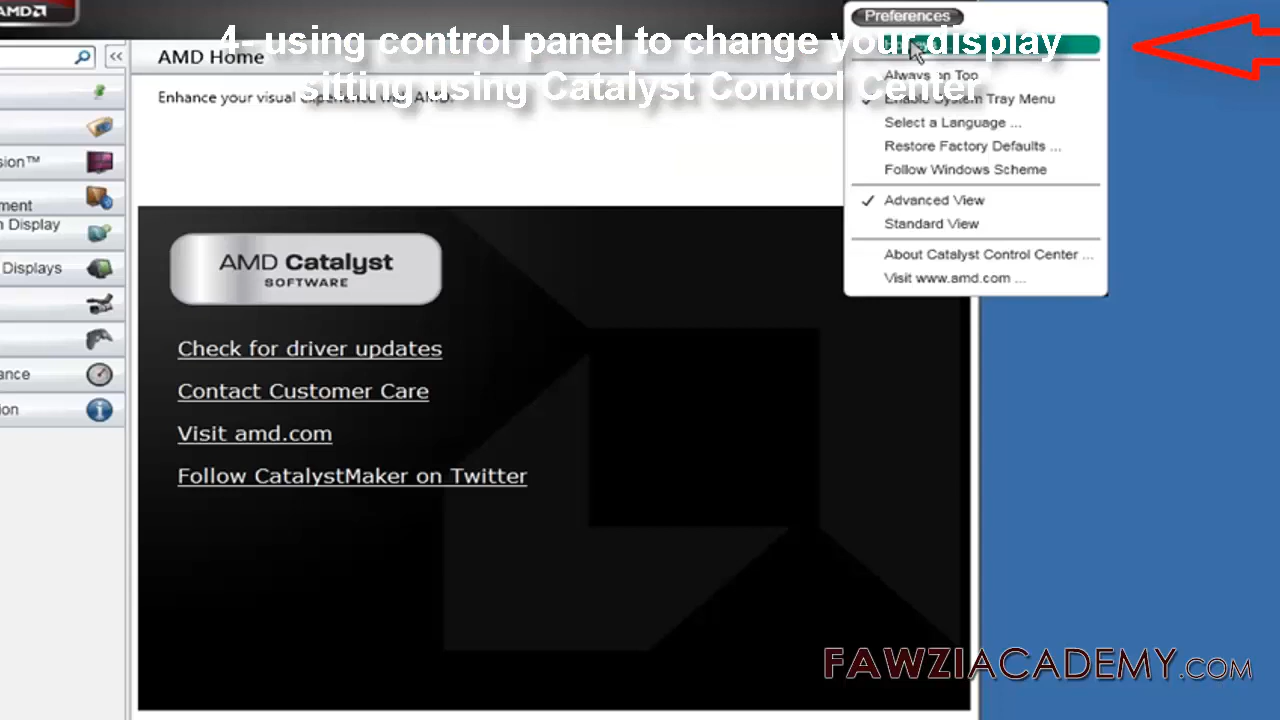 AMD
Preferences
4- using control panel to change your display
sitting using Catalyst Control Center
AMD Home
Enhance your visual experience with AMD.
Always on Top
Enable System Tray Menu
Select a Language ...
Restore Factory Defaults ...
Follow Windows Scheme
Advanced View
Standard View
About Catalyst Control Center ...
Visit www.amd.com ...
sion™
ment
n Display
Displays
ance
ion
AMD Catalyst
SOFTWARE
Check for driver updates
Contact Customer Care
Visit amd.com
Follow CatalystMaker on Twitter
FAWZIACADEMY.COM